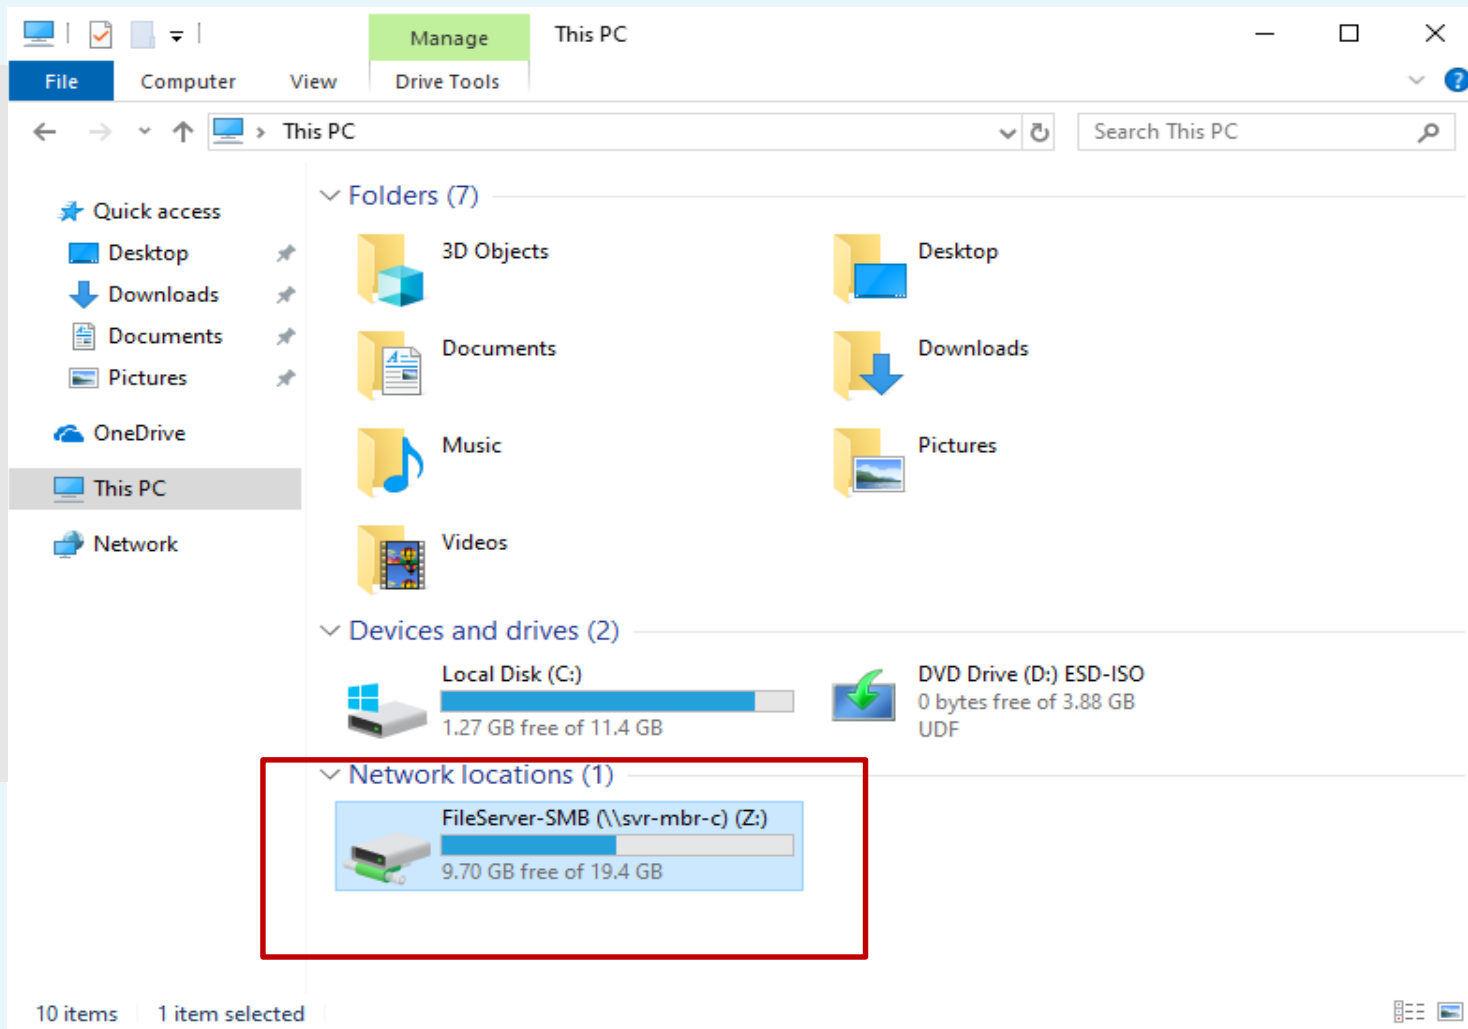 Manage
This PC
File
Computer
View
Drive Tools
?
This PC
Search This PC
Quick access
Desktop
Downloads
Documents
Pictures
OneDrive
This PC
Network
Folders (7)
3D Objects
Desktop
Documents
Downloads
Music
Pictures
Videos
Devices and drives (2)
Local Disk (C:)
1.27 GB free of 11.4 GB
DVD Drive (D:) ESD-ISO
0 bytes free of 3.88 GB
UDF
Network locations (1)
FileServer-SMB (\\svr-mbr-c) (Z:)
9.70 GB free of 19.4 GB
10 items
1 item selected